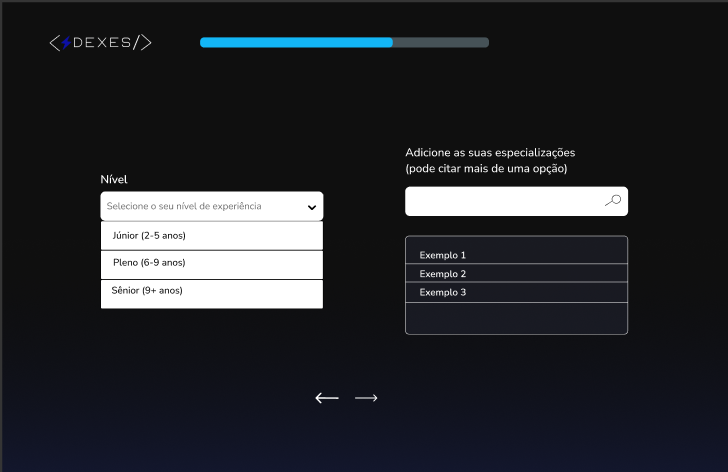 <DEXES/>
Nível
Selecione o seu nível de experiência
Júnior (2-5 anos)
Pleno (6-9 anos)
Sênior (9+ anos)
Adicione as suas especializações
(pode citar mais de uma opção)
Exemplo 1
Exemplo 2
Exemplo 3